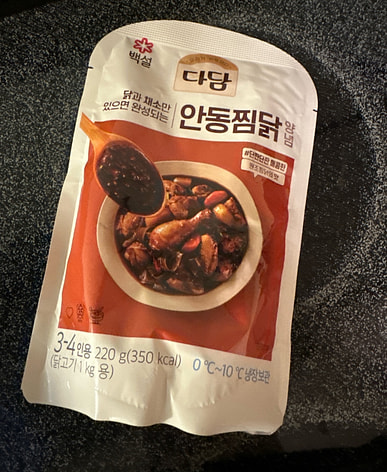 백설
다담
닭과 채소만
있으면 완성되는
안동찜닭
양념
3-4인용 220 g(350 kcal)
(닭고기 1 kg 용)
0 ℃~10 ℃ 냉장보관